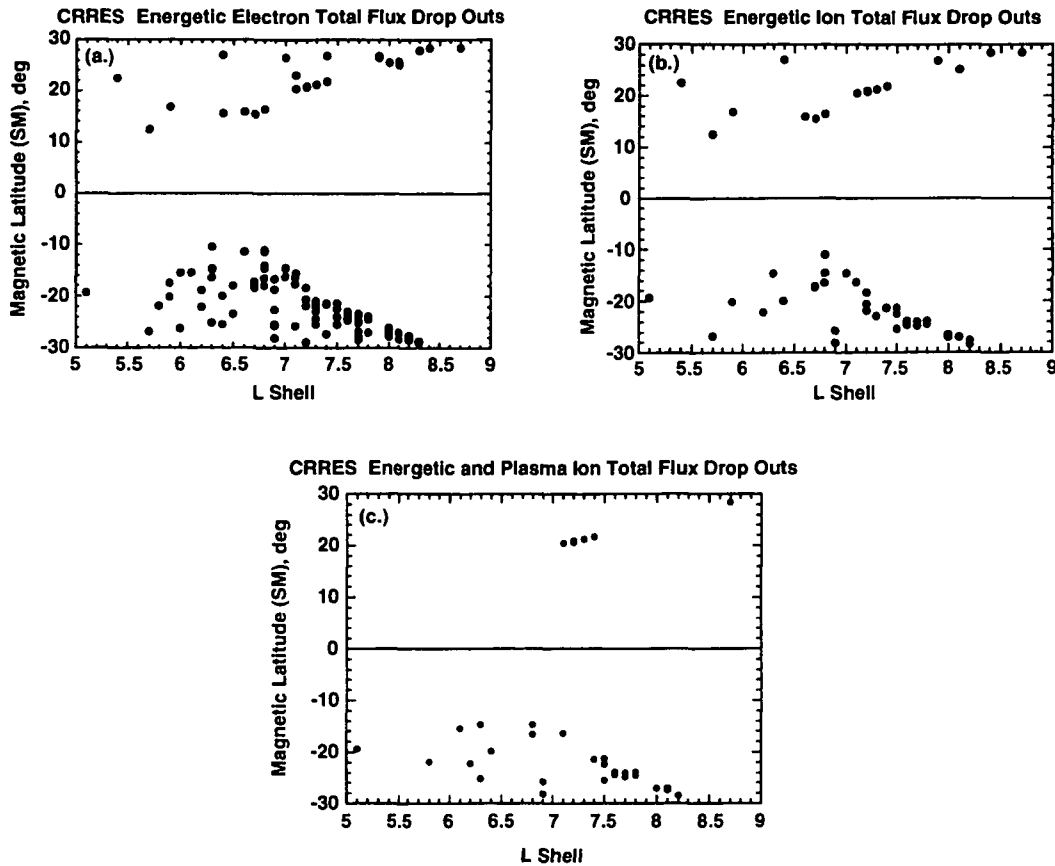 CRRES Energetic Electron Total Flux Drop Outs
(a.)
Magnetic Latitude (SM), deg
30
20
10
0
-10
-20
-30
5 5.5 6 6.5 7 7.5 8 8.5 9
L Shell
CRRES Energetic Ion Total Flux Drop Outs
(b.)
Magnetic Latitude (SM), deg
30
20
10
0
-10
-20
-30
5 5.5 6 6.5 7 7.5 8 8.5 9
L Shell
CRRES Energetic and Plasma Ion Total Flux Drop Outs
(c.)
Magnetic Latitude (SM), deg
30
20
10
0
-10
-20
-30
5 5.5 6 6.5 7 7.5 8 8.5 9
L Shell